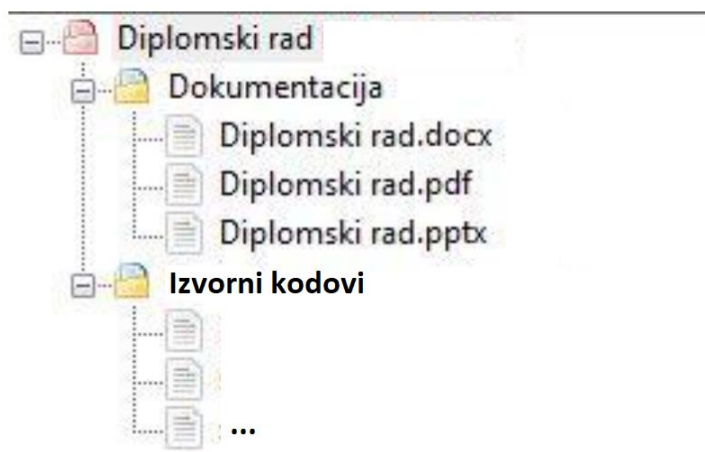 Diplomski rad
Dokumentacija
Diplomski rad.docx
Diplomski rad.pdf
Diplomski rad.pptx
Izvorni kodovi
...